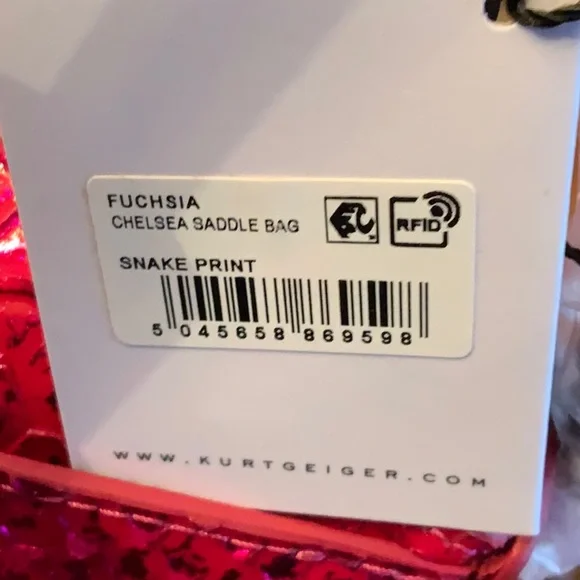 FUCHSIA
CHELSEA SADDLE BAG
RFID
SNAKE PRINT
5 045658 869598
WWW.KURTGEIGER.COM